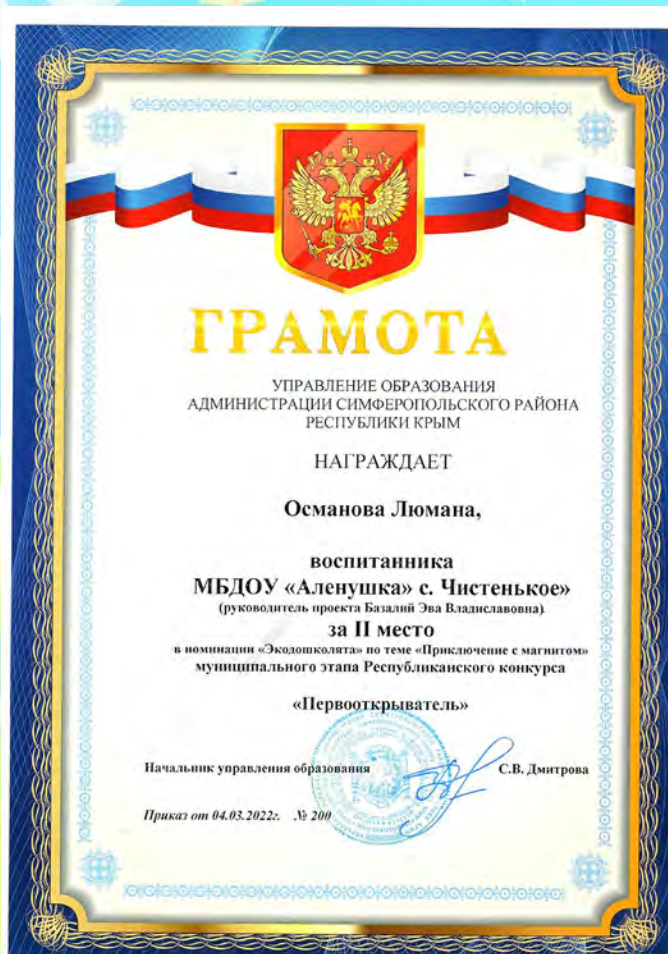 ГРАМОТА
УПРАВЛЕНИЕ ОБРАЗОВАНИЯ
АДМИНИСТРАЦИИ СИМФЕРОПОЛЬСКОГО РАЙОНА
РЕСПУБЛИКИ КРЫМ
НАГРАЖДАЕТ
Османова Люмана,
воспитанника
МБДОУ «Аленушка» с. Чистенькое»
(руководитель проекта Базалий Эва Владиславовна)
за II место
в номинации «Экодошколята» по теме «Приключение с магнитом»
муниципального этапа Республиканского конкурса
«Первооткрыватель»
Начальник управления образования С.В. Дмитрова
Приказ от 04.03.2022г. № 200